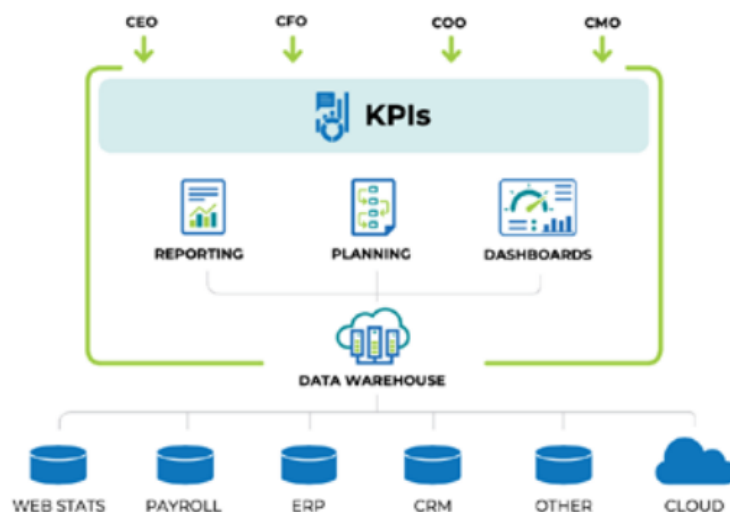 CEO CFO COO CMO
KPIs
REPORTING PLANNING DASHBOARDS
DATA WAREHOUSE
WEB STATS PAYROLL ERP CRM OTHER CLOUD